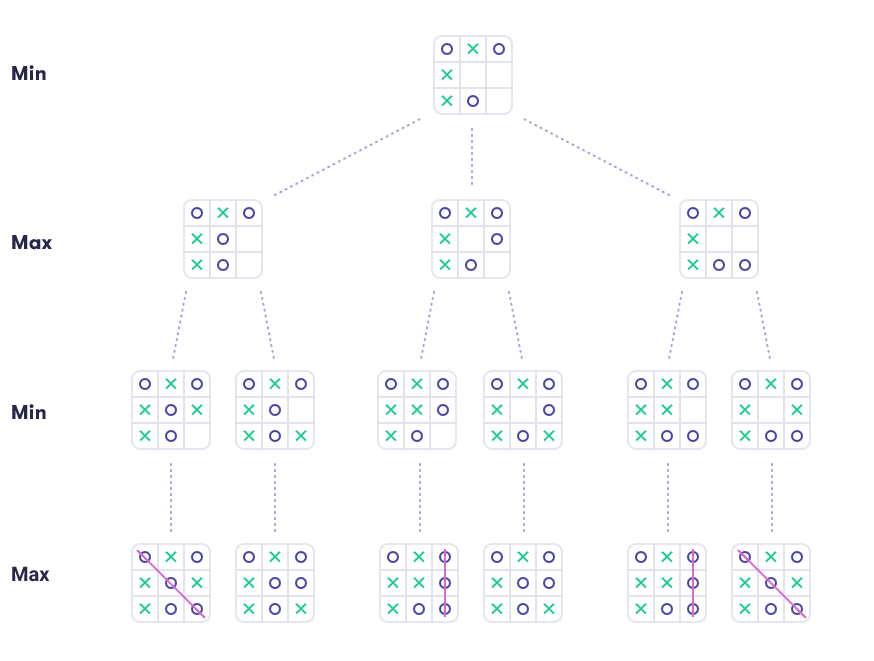 Min
O X O
X
X O
Max
O X O O X O O X O
X O X O X
X O X O X O O
Min
O X O O X O O X O O X O O X O O X O
X O X X O X X O X O X X X X
X O X O X X O X O X X O O X O O
Max
O X O O X O O X O O X O O X O O X O
X O X X O O X X O X O O X X O X O X
X O O X O X X O O X O X X O O X O O